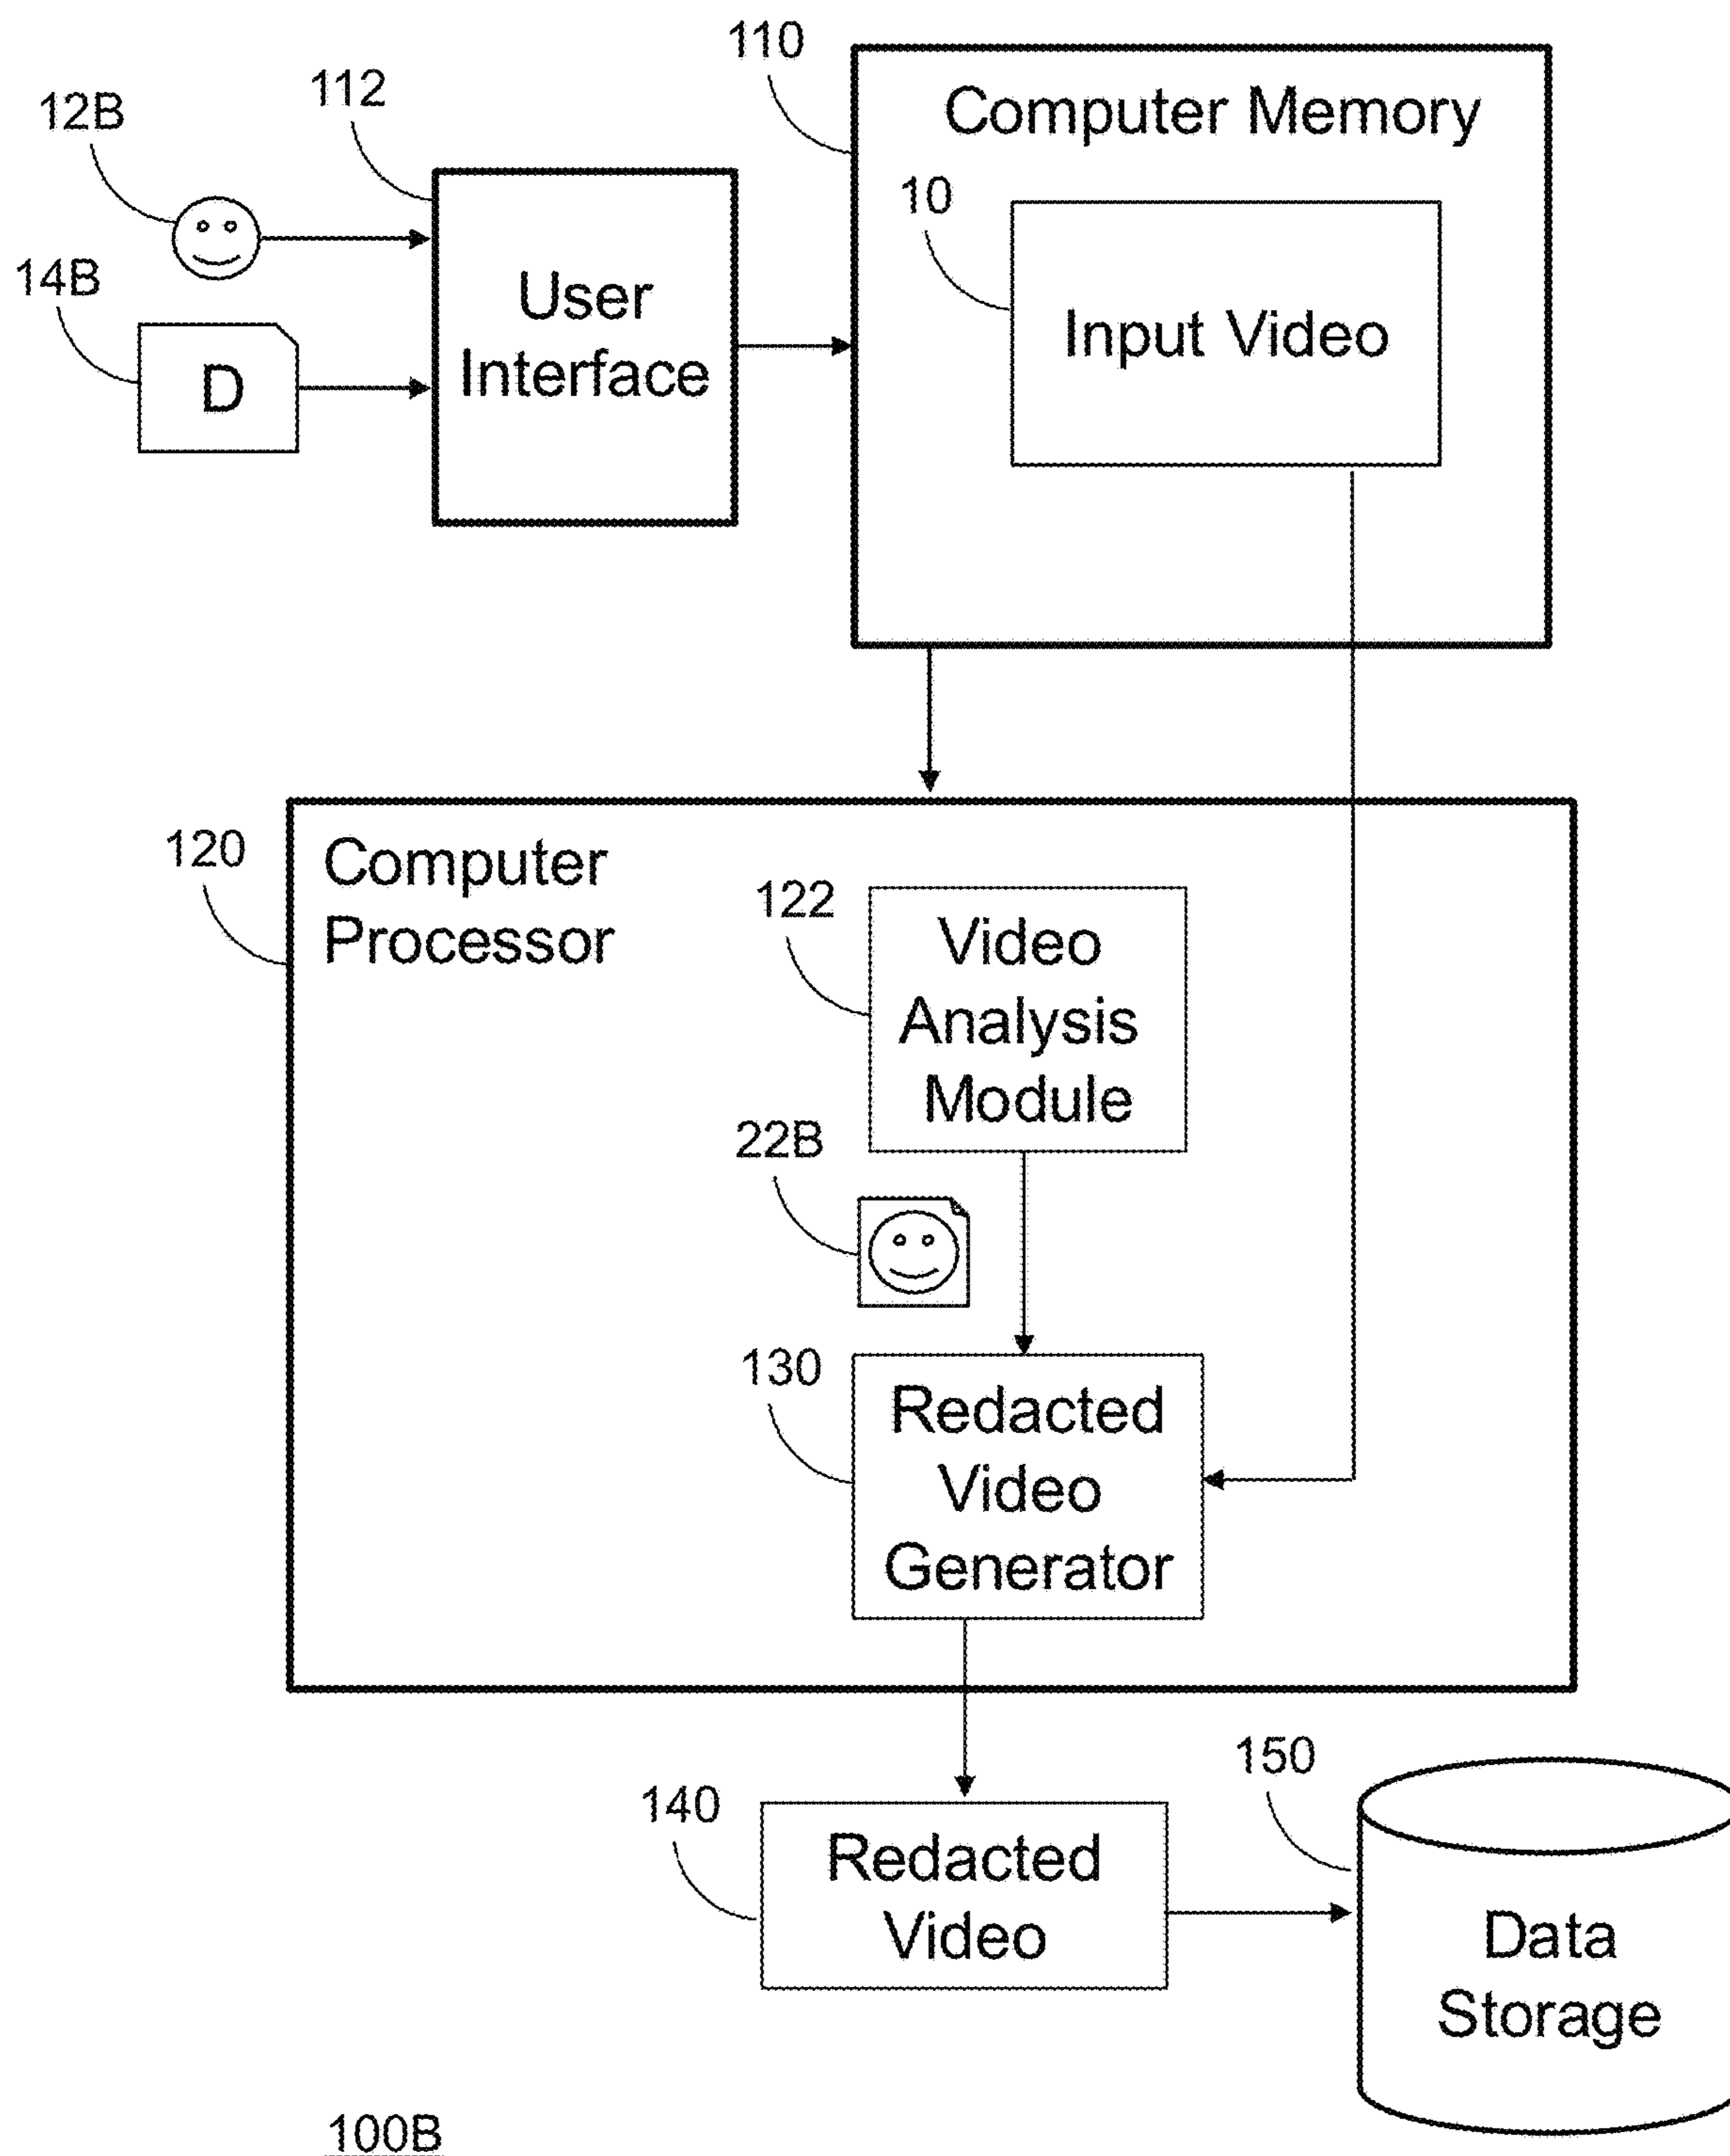 110
Computer Memory
112
12B
10
14B
User
Interface
Input Video
D
120
Computer
Processor
122
Video
Analysis
Module
22B
130
Redacted
Video
Generator
150
140
Redacted
Video
Data
Storage
100B